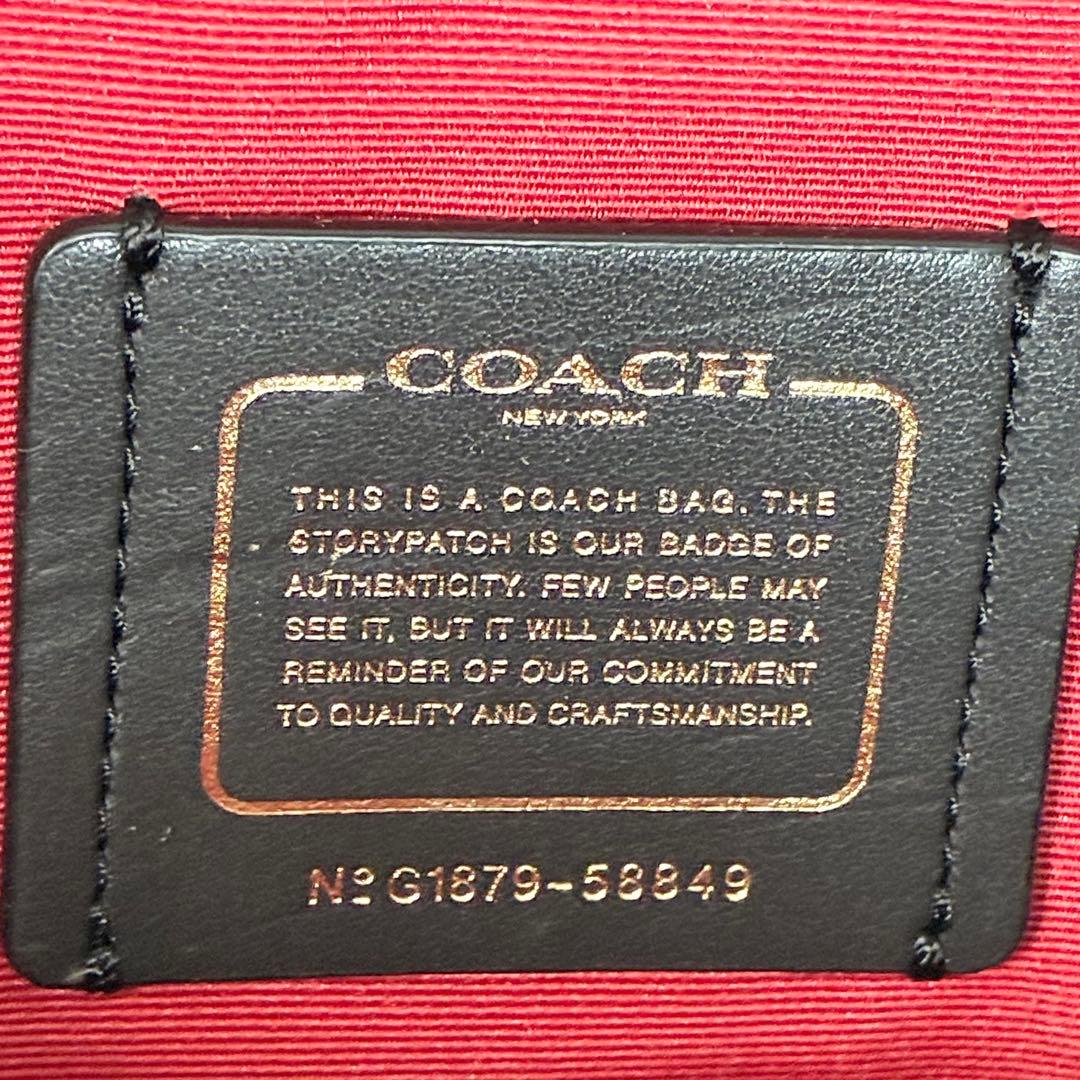 COACH
NEW YORK
THIS IS A COACH BAG. THE
STORYPATCH IS OUR BADGE OF
AUTHENTICITY. FEW PEOPLE MAY
SEE IT, BUT IT WILL ALWAYS BE A
REMINDER OF OUR COMMITMENT
TO QUALITY AND CRAFTSMANSHIP.
Nº G1879-58849